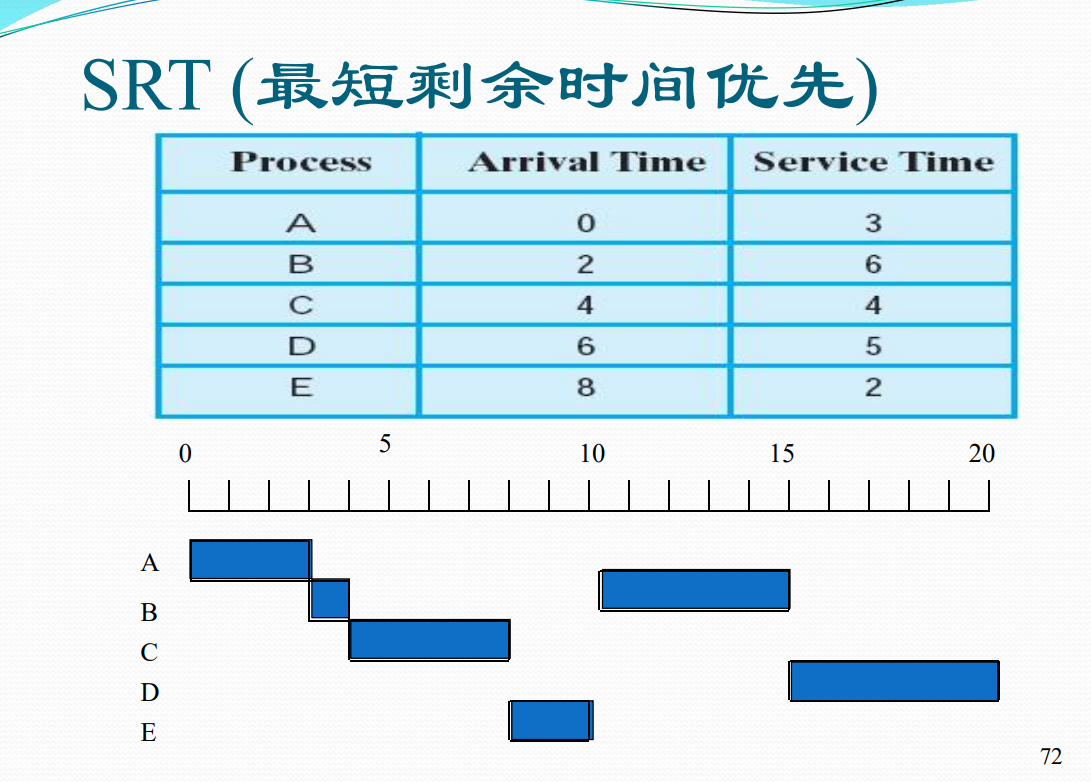 SRT (最短剩余时间优先)
Process Arrival Time Service Time
A 0 3
B 2 6
C 4 4
D 6 5
E 8 2
0 5 10 15 20
A
B
C
D
E
72